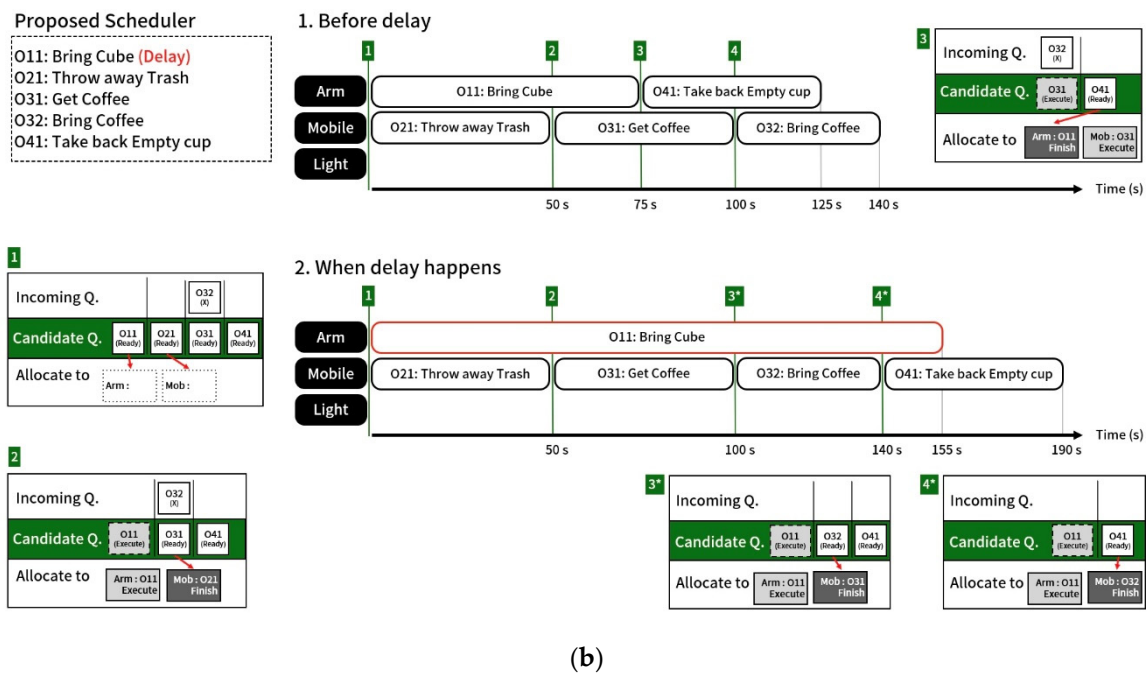 Proposed Scheduler
O11: Bring Cube (Delay)
O21: Throw away Trash
O31: Get Coffee
O32: Bring Coffee
O41: Take back Empty cup
1. Before delay
1 2 3 4
Arm O11: Bring Cube O41: Take back Empty cup
Mobile O21: Throw away Trash O31: Get Coffee O32: Bring Coffee
Light
Time (s)
50 s 75 s 100 s 125 s 140 s
3
Incoming Q. O32
(X)
Candidate Q. O31 O41
(Execute) (Ready)
Allocate to Arm : O11 Mob : O31
Finish Execute
1
Incoming Q. O32
(X)
Candidate Q. O11 O21 O31 O41
(Ready) (Ready) (Ready) (Ready)
Allocate to
Arm : Mob :
2. When delay happens
1 2 3* 4*
Arm O11: Bring Cube
Mobile O21: Throw away Trash O31: Get Coffee O32: Bring Coffee O41: Take back Empty cup
Light
Time (s)
50 s 100 s 140 s 155 s 190 s
2
Incoming Q. O32
(X)
Candidate Q. O11 O31 O41
(Execute) (Ready) (Ready)
Allocate to Arm : O11 Mob : O21
Execute Finish
3*
Incoming Q.
Candidate Q. O11 O32 O41
(Execute) (Ready) (Ready)
Allocate to Arm : O11 Mob : O31
Execute Finish
4*
Incoming Q.
Candidate Q. O11 O41
(Execute) (Ready)
Allocate to Arm : O11 Mob : O32
Execute Finish
(b)